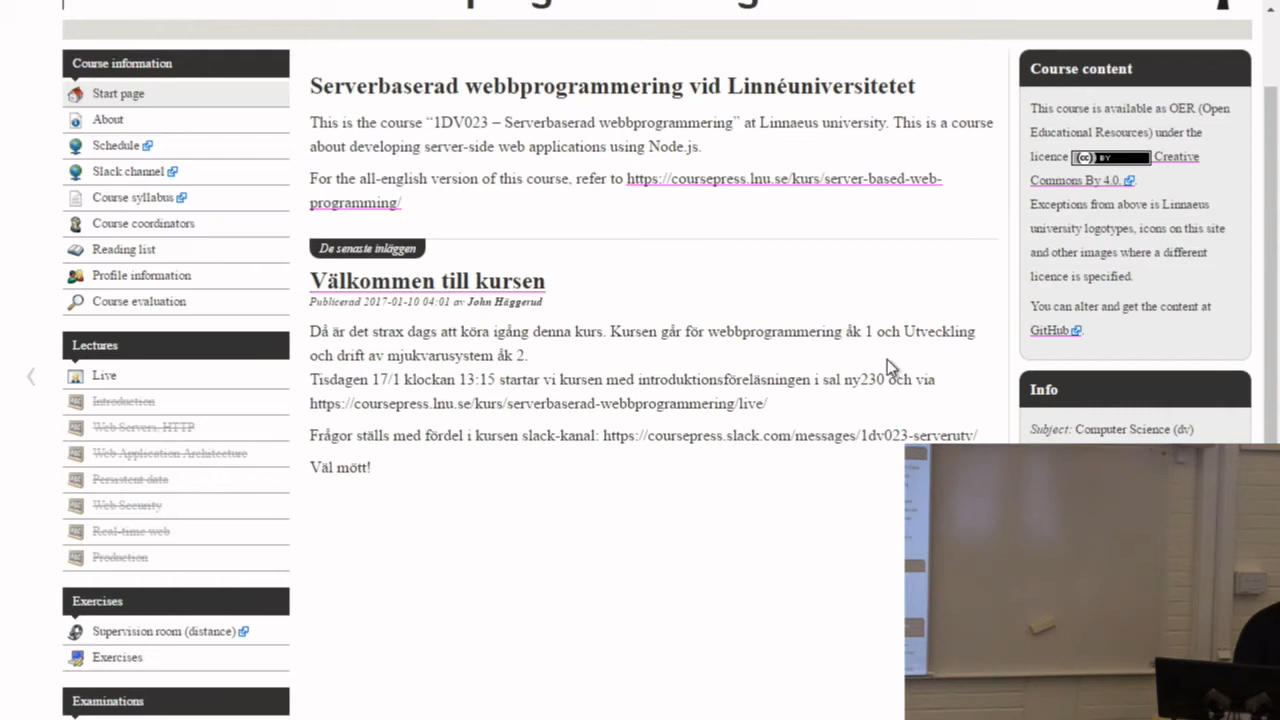 Course information
Start page
About
Schedule
Slack channel
Course syllabus
Course coordinators
Reading list
Profile information
Course evaluation
Lectures
Live
Introduction
Web Servers, HTTP
Web Application Architecture
Persistent data
Web Security
Real-time web
Production
Exercises
Supervision room (distance)
Exercises
Examinations
Serverbaserad webbprogrammering vid Linnéuniversitetet
This is the course “1DV023 – Serverbaserad webbprogrammering” at Linnaeus university. This is a course
about developing server-side web applications using Node.js.
For the all-english version of this course, refer to https://coursepress.lnu.se/kurs/server-based-web-
programming/
De senaste inläggen
Välkommen till kursen
Publicerad 2017-01-10 04:01 av John Häggerud
Då är det strax dags att köra igång denna kurs. Kursen går för webbprogrammering åk 1 och Utveckling
och drift av mjukvarusystem åk 2.
Tisdagen 17/1 klockan 13:15 startar vi kursen med introduktionsföreläsningen i sal ny230 och via
https://coursepress.lnu.se/kurs/serverbaserad-webbprogrammering/live/
Frågor ställs med fördel i kursen slack-kanal: https://coursepress.slack.com/messages/1dv023-serverutv/
Väl mött!
Course content
This course is available as OER (Open
Educational Resources) under the
licence (cc) BY Creative
Commons By 4.0.
Exceptions from above is Linnaeus
university logotypes, icons on this site
and other images where a different
licence is specified.
You can alter and get the content at
GitHub.
Info
Subject: Computer Science (dv)